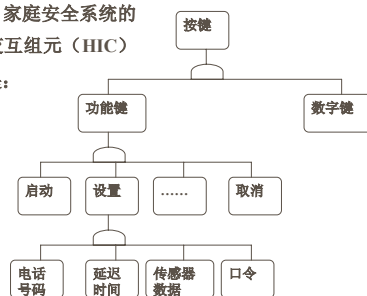 家庭安全系统的
交互组元（HIC）
：
按键
功能键
数字键
启动
设置
……
取消
电话
号码
延迟
时间
传感器
数据
口令